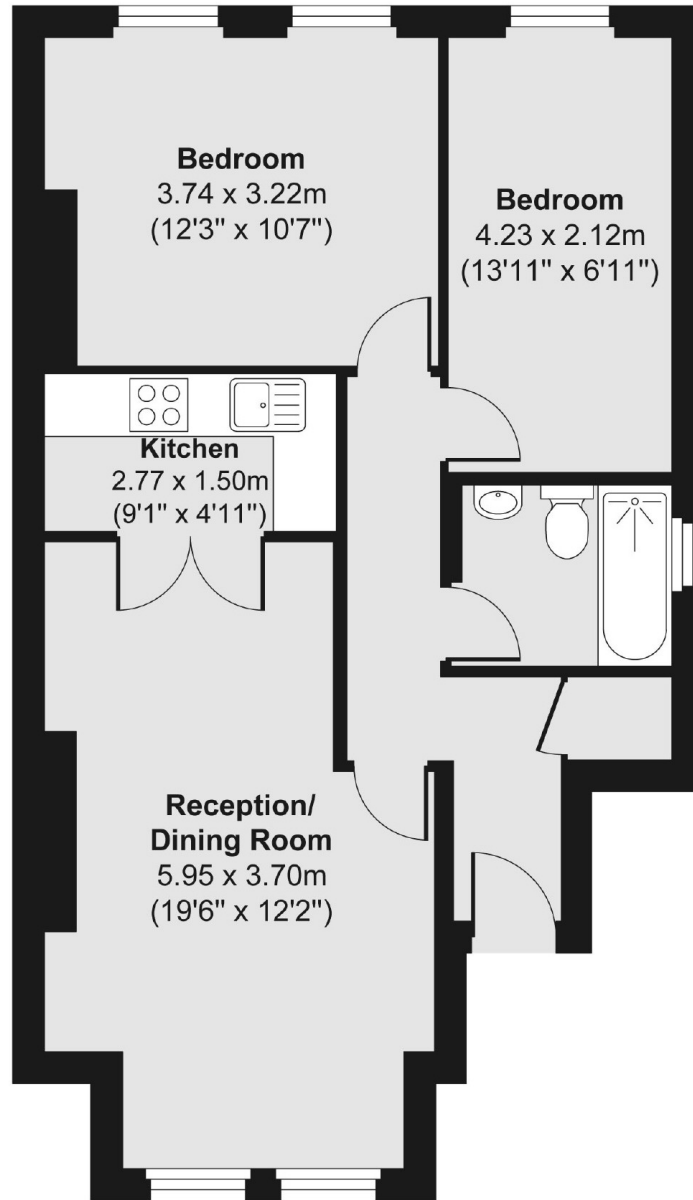 Bedroom
3.74 x 3.22m
(12'3" x 10'7")
Bedroom
4.23 x 2.12m
(13'11" x 6'11")
Kitchen
2.77 x 1.50m
(9'1" x 4'11")
Reception/
Dining Room
5.95 x 3.70m
(19'6" x 12'2")